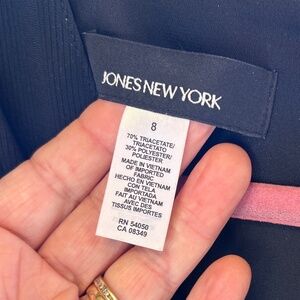 JONES NEW YORK
8
70% TRIACETATE/
TRIACETATO
30% POLYESTER/
POLIESTER
MADE IN VIETNAM
OF IMPORTED
FABRIC
HECHO EN VIETNAM
CON TELA
IMPORTADA
FAIT AU VIETNAM
AVEC DES
TISSUS IMPORTES
RN 54050
CA 08349